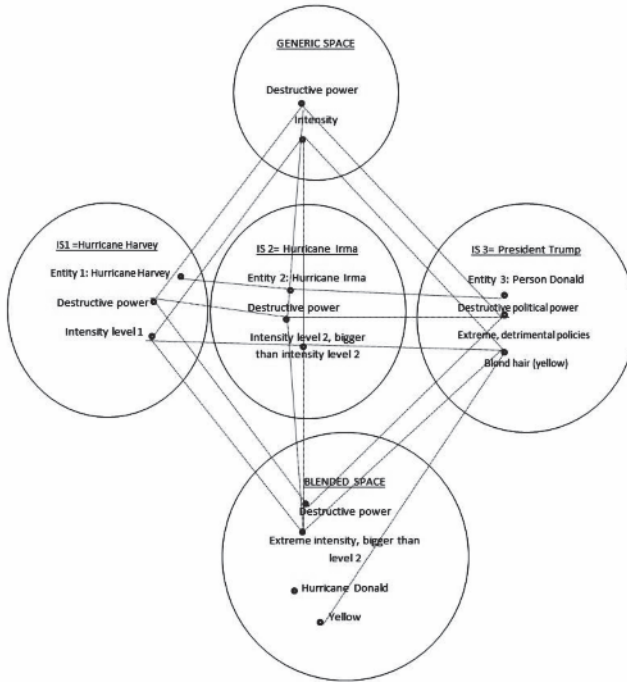 GENERIC SPACE
Destructive power
Intensity
IS1 =Hurricane Harvey
Entity 1: Hurricane Harvey
Destructive power
Intensity level 1
IS 2= Hurricane Irma
Entity 2: Hurricane Irma
Destructive power
Intensity level 2, bigger
than intensity level 2
IS 3= President Trump
Entity 3: Person Donald
Destructive political power
Extreme, detrimental policies
Blond hair (yellow)
BLENDED SPACE
Destructive power
Extreme intensity, bigger than
level 2
Hurricane Donald
Yellow